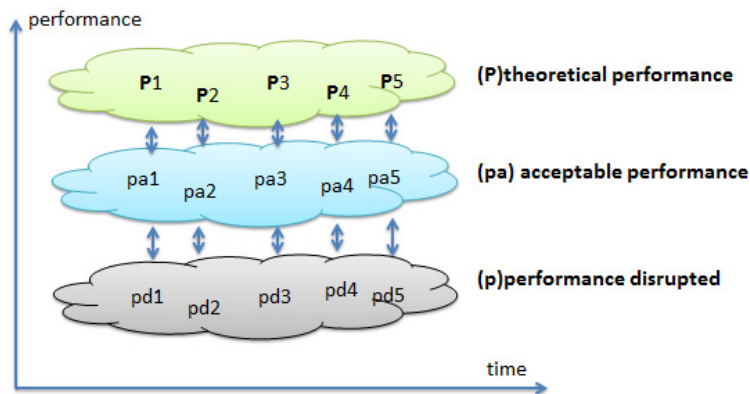 performance
P1 P2 P3 P4 P5
(P)theoretical performance
pa1 pa2 pa3 pa4 pa5
(pa) acceptable performance
pd1 pd2 pd3 pd4 pd5
(p)performance disrupted
time